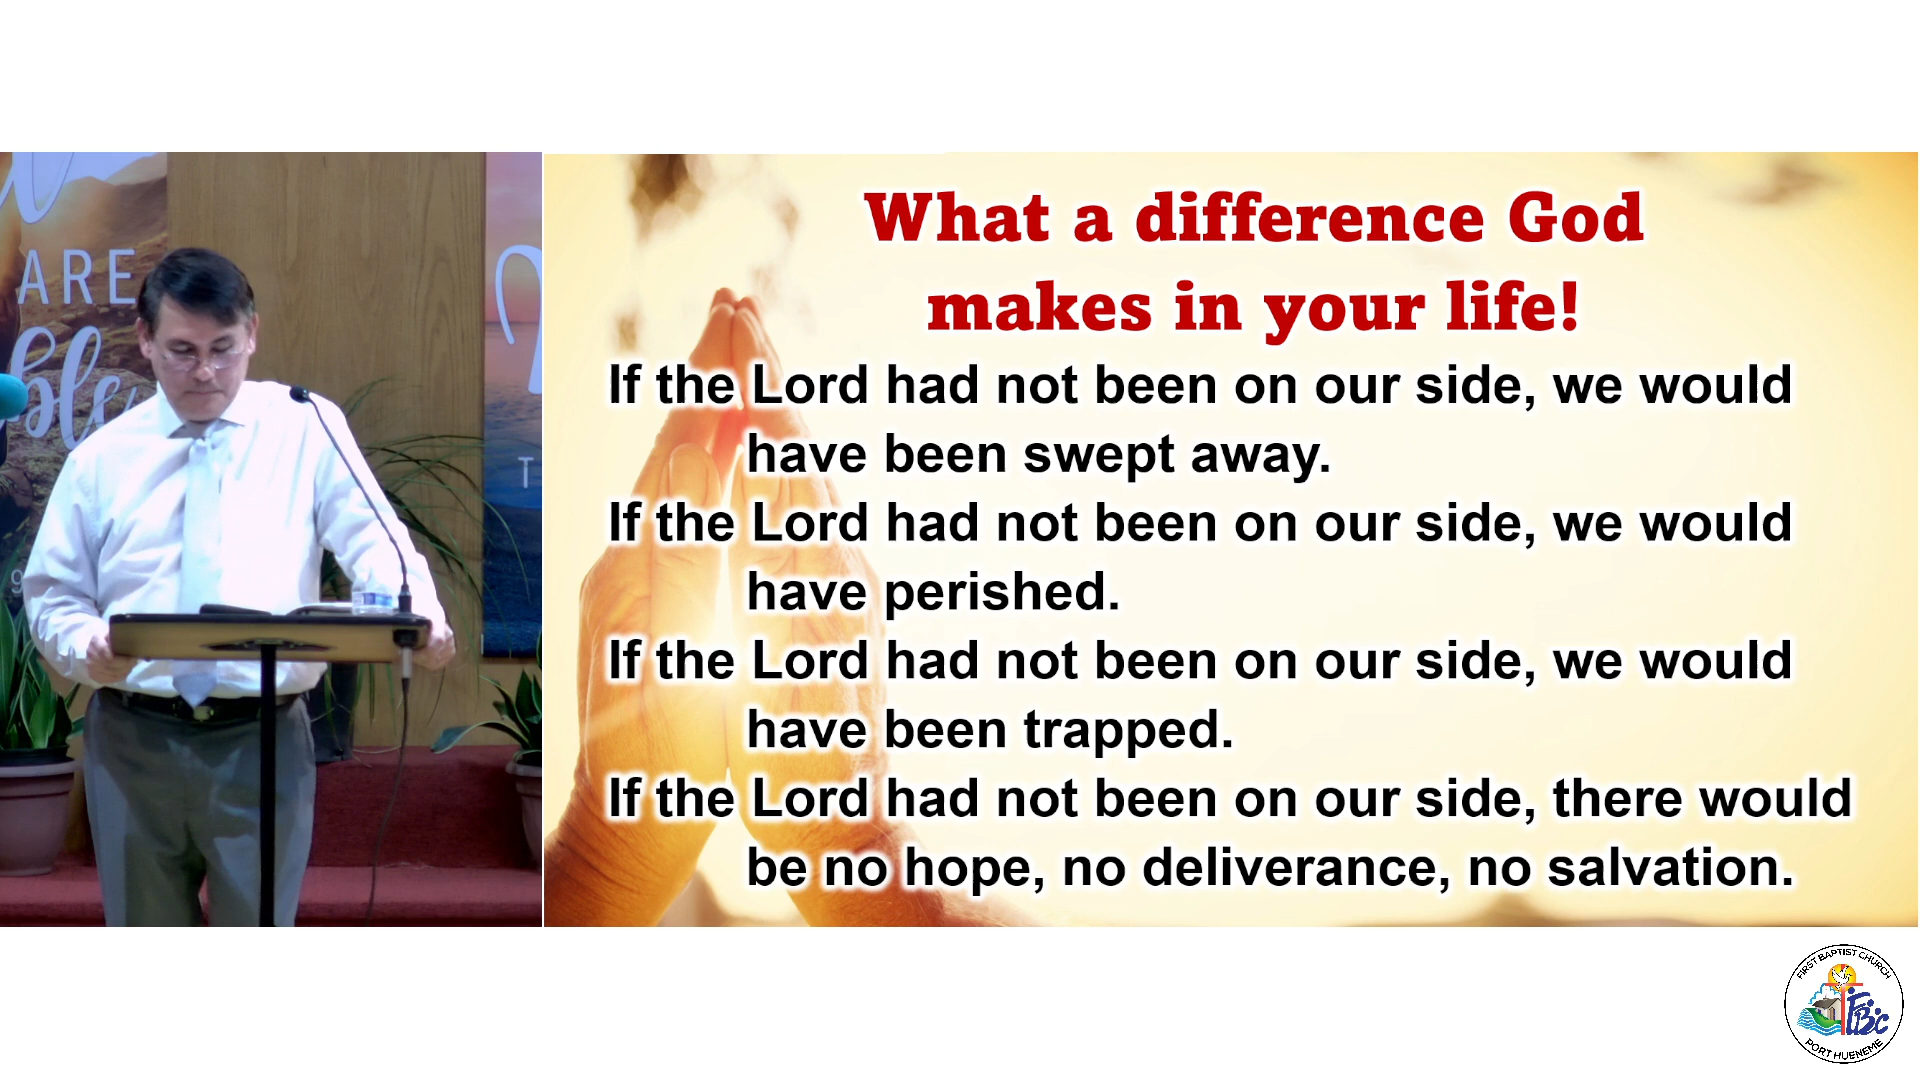 ARE
ble
What a difference God
makes in your life!
If the Lord had not been on our side, we would
have been swept away.
If the Lord had not been on our side, we would
have perished.
If the Lord had not been on our side, we would
have been trapped.
If the Lord had not been on our side, there would
be no hope, no deliverance, no salvation.
FIRST BAPTIST CHURCH
FBC
PORT HUENEME